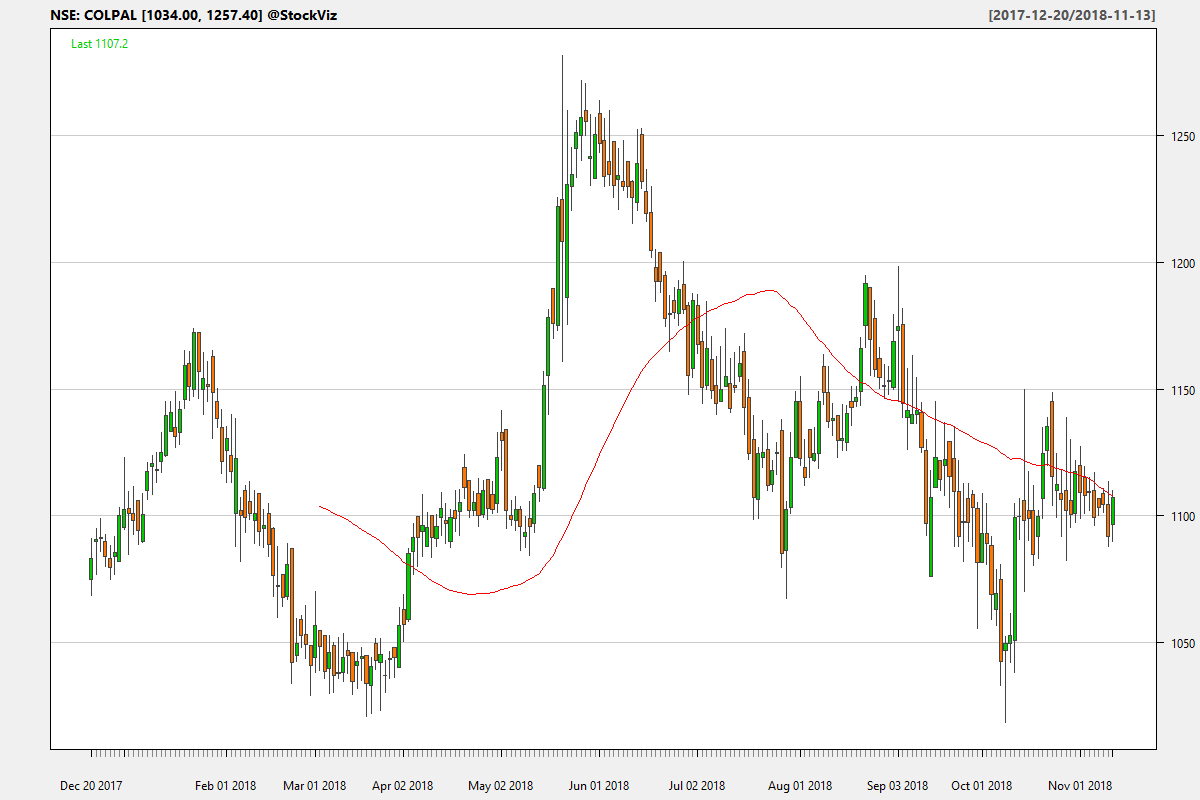 NSE: COLPAL [1034.00, 1257.40] @StockViz
[2017-12-20/2018-11-13]
Last 1107.2
1250
1200
1150
1100
1050
Dec 20 2017
Feb 01 2018
Mar 01 2018
Apr 02 2018
May 02 2018
Jun 01 2018
Jul 02 2018
Aug 01 2018
Sep 03 2018
Oct 01 2018
Nov 01 2018